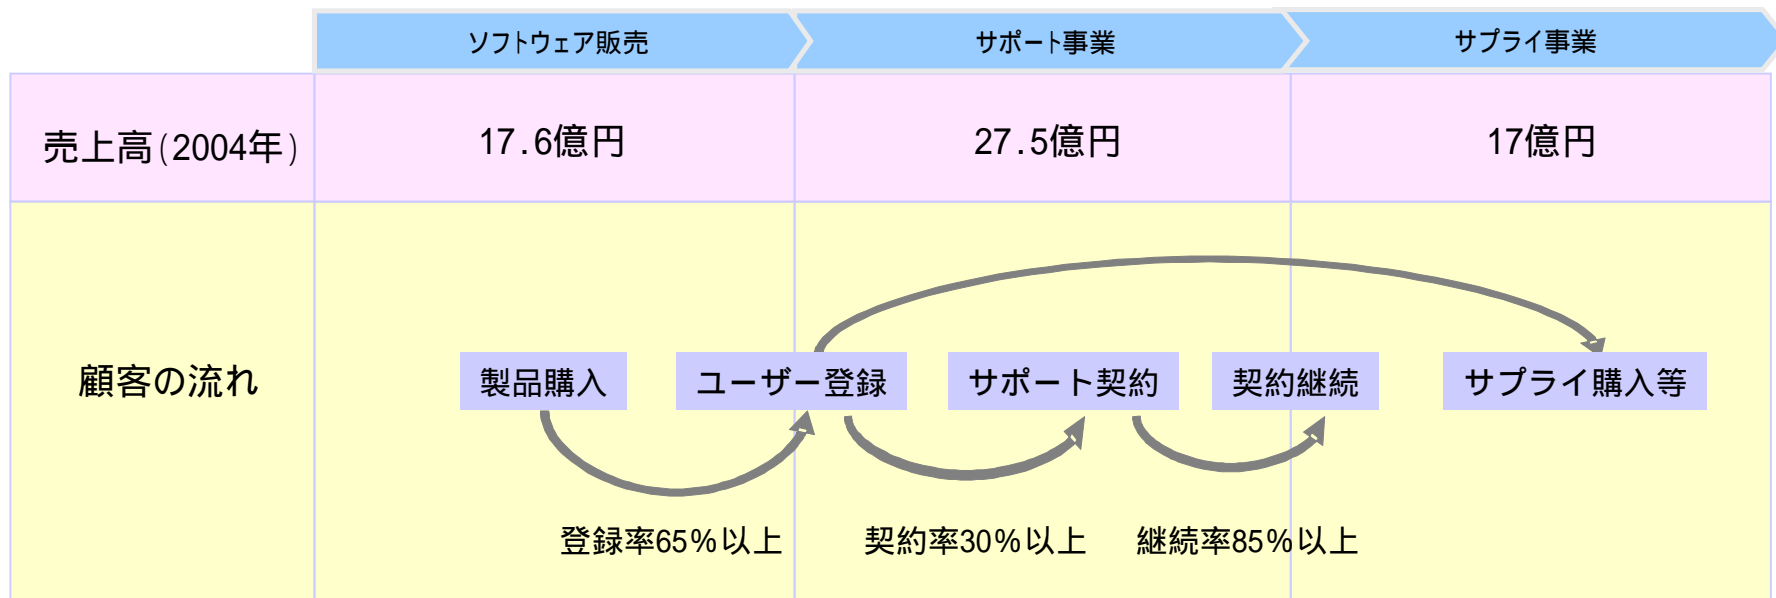 ソフトウェア販売
サポート事業
サプライ事業
売上高(2004年)
17.6億円
27.5億円
17億円
顧客の流れ
製品購入
ユーザー登録
サポート契約
契約継続
サプライ購入等
登録率65%以上
契約率30%以上
継続率85%以上